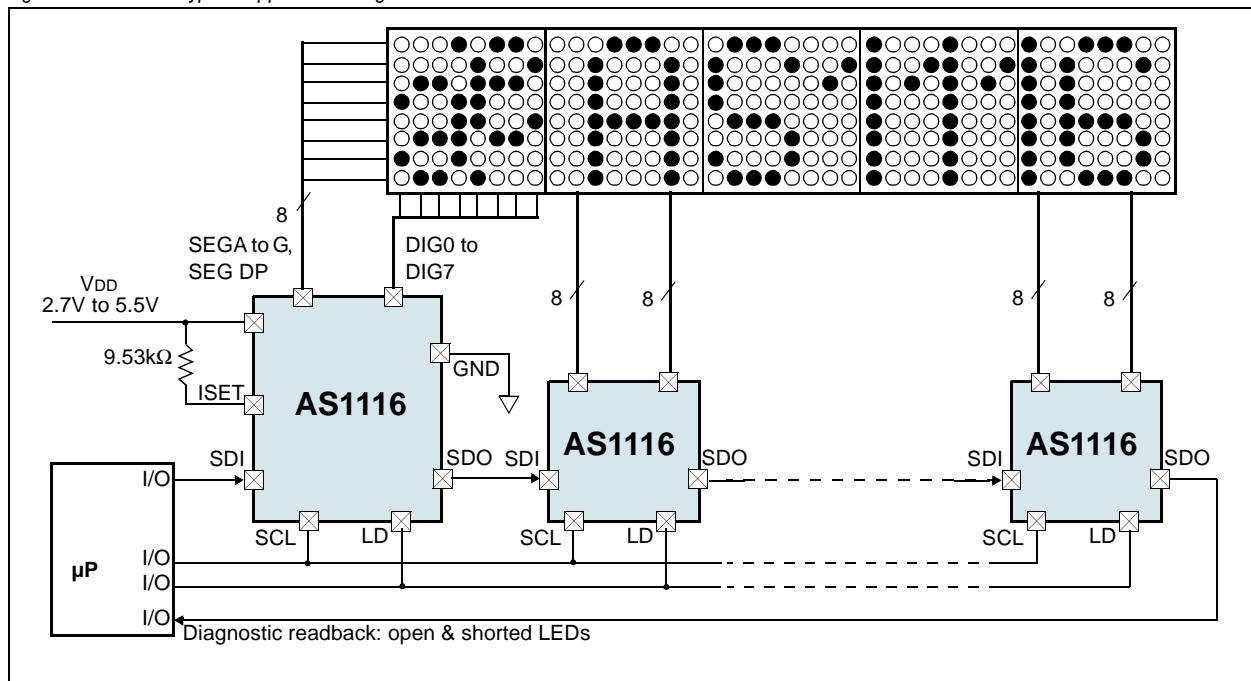 8
SEGA to G,
SEG DP
DIG0 to
DIG7
VDD
2.7V to 5.5V
9.53kΩ
ISET
GND
AS1116
SDI
SDO
SCL
LD
8
8
AS1116
SDI
SDO
SCL
LD
8
8
AS1116
SDI
SDO
SCL
LD
µP
I/O
I/O
I/O
I/O
Diagnostic readback: open & shorted LEDs